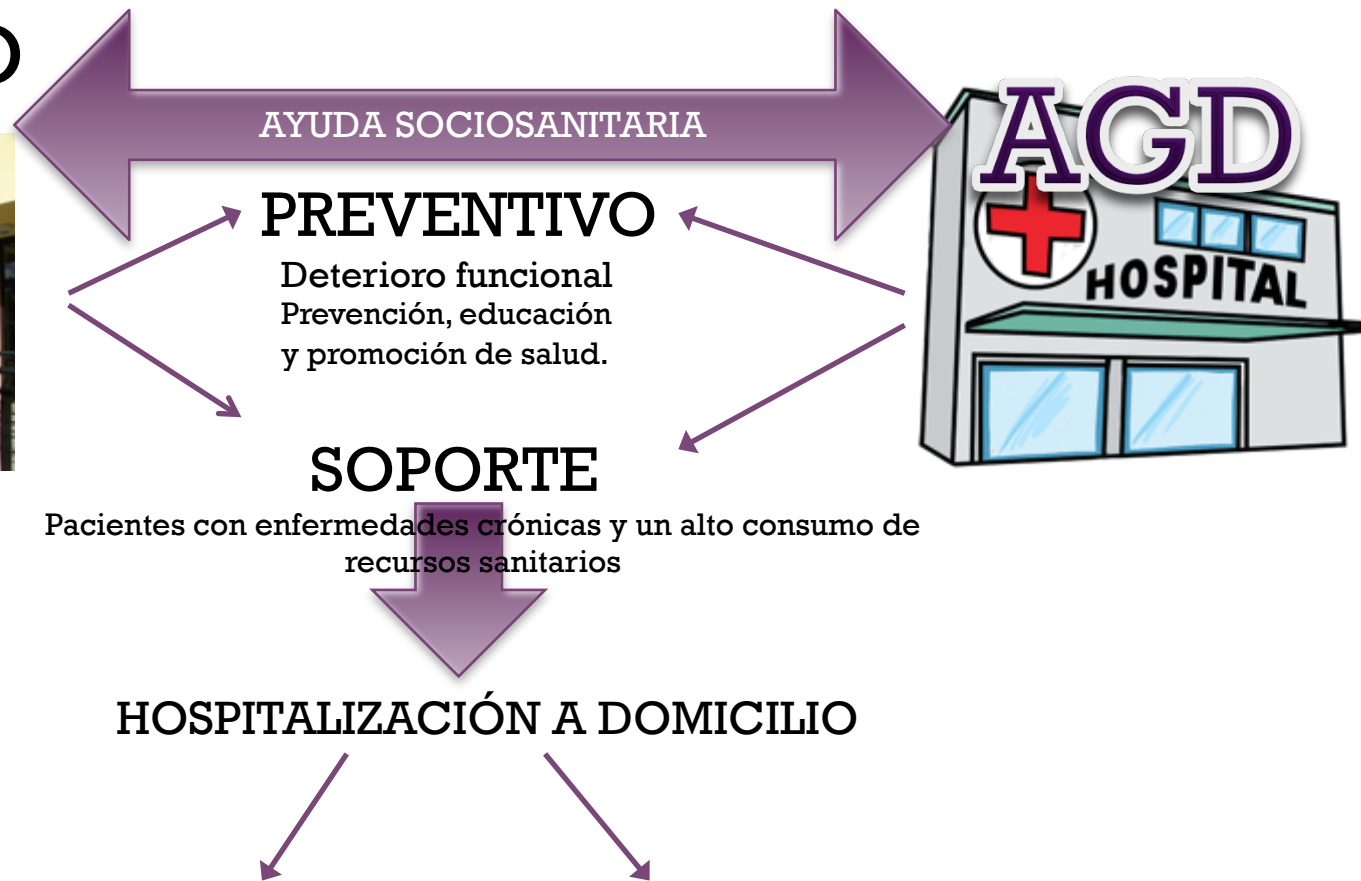 AYUDA SOCIOSANITARIA
AGD
HOSPITAL
PREVENTIVO
Deterioro funcional
Prevención, educación
y promoción de salud.
SOPORTE
Pacientes con enfermedades crónicas y un alto consumo de
recursos sanitarios
HOSPITALIZACIÓN A DOMICILIO